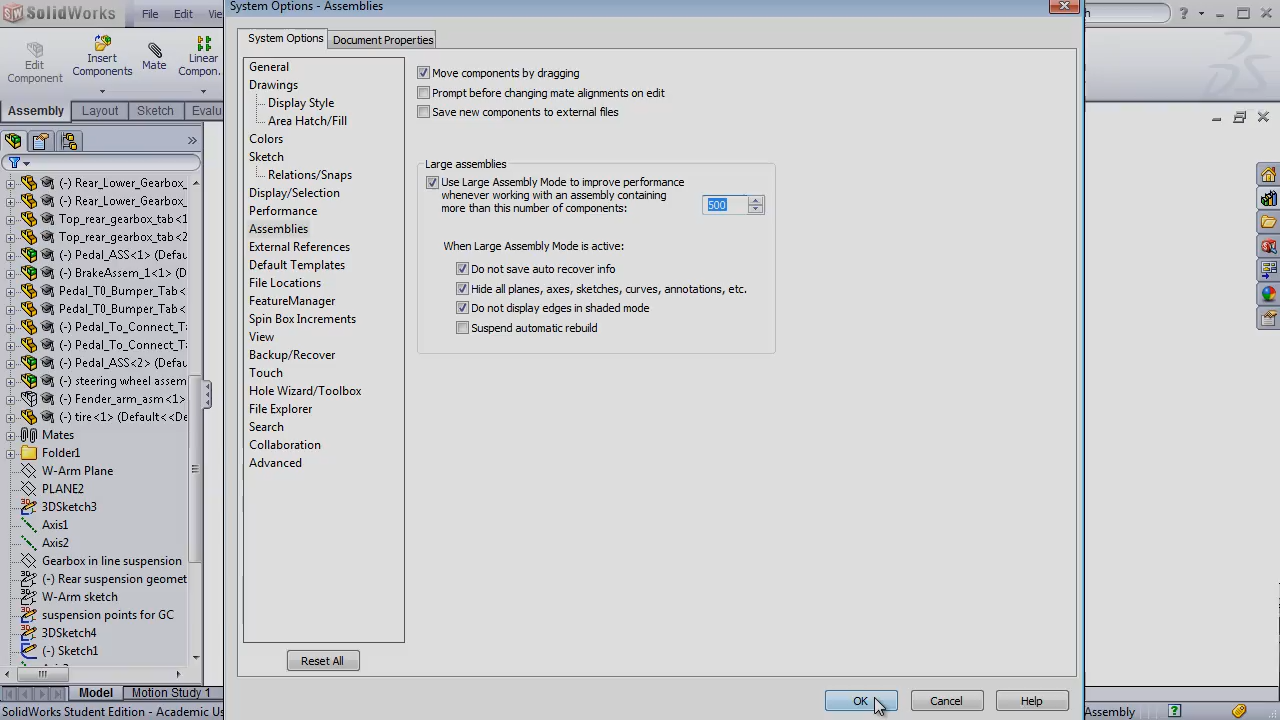 SolidWorks
File
Edit
System Options - Assemblies
Edit Component
Insert Components
Mate
Linear Compon...
Assembly
Layout
Sketch
Evalu
(-) Rear_Lower_Gearbox_
(-) Rear_Lower_Gearbox_
Top_rear_gearbox_tab<1
Top_rear_gearbox_tab<2
(-) Pedal_ASS<1> (Defau
(-) BrakeAssem_1<1> (De
Pedal_T0_Bumper_Tab<
Pedal_T0_Bumper_Tab<
Pedal_To_Connect_T
Pedal_To_Connect_T
(-) Pedal_ASS<2> (Defau
(-) steering wheel assem
(-) Fender_arm_asm<1>
(-) tire<1> (Default<<De
Mates
Folder1
W-Arm Plane
PLANE2
3DSketch3
Axis1
Axis2
Gearbox in line suspension
(-) Rear suspension geomet
W-Arm sketch
suspension points for GC
3DSketch4
(-) Sketch1
Model
Motion Study 1
SolidWorks Student Edition - Academic Us
System Options
Document Properties
General
Drawings
Display Style
Area Hatch/Fill
Colors
Sketch
Relations/Snaps
Display/Selection
Performance
Assemblies
External References
Default Templates
File Locations
FeatureManager
Spin Box Increments
View
Backup/Recover
Touch
Hole Wizard/Toolbox
File Explorer
Search
Collaboration
Advanced
Reset All
Move components by dragging
Prompt before changing mate alignments on edit
Save new components to external files
Large assemblies
Use Large Assembly Mode to improve performance
whenever working with an assembly containing
more than this number of components:
500
When Large Assembly Mode is active:
Do not save auto recover info
Hide all planes, axes, sketches, curves, annotations, etc.
Do not display edges in shaded mode
Suspend automatic rebuild
OK
Cancel
Help
h
?
Assembly